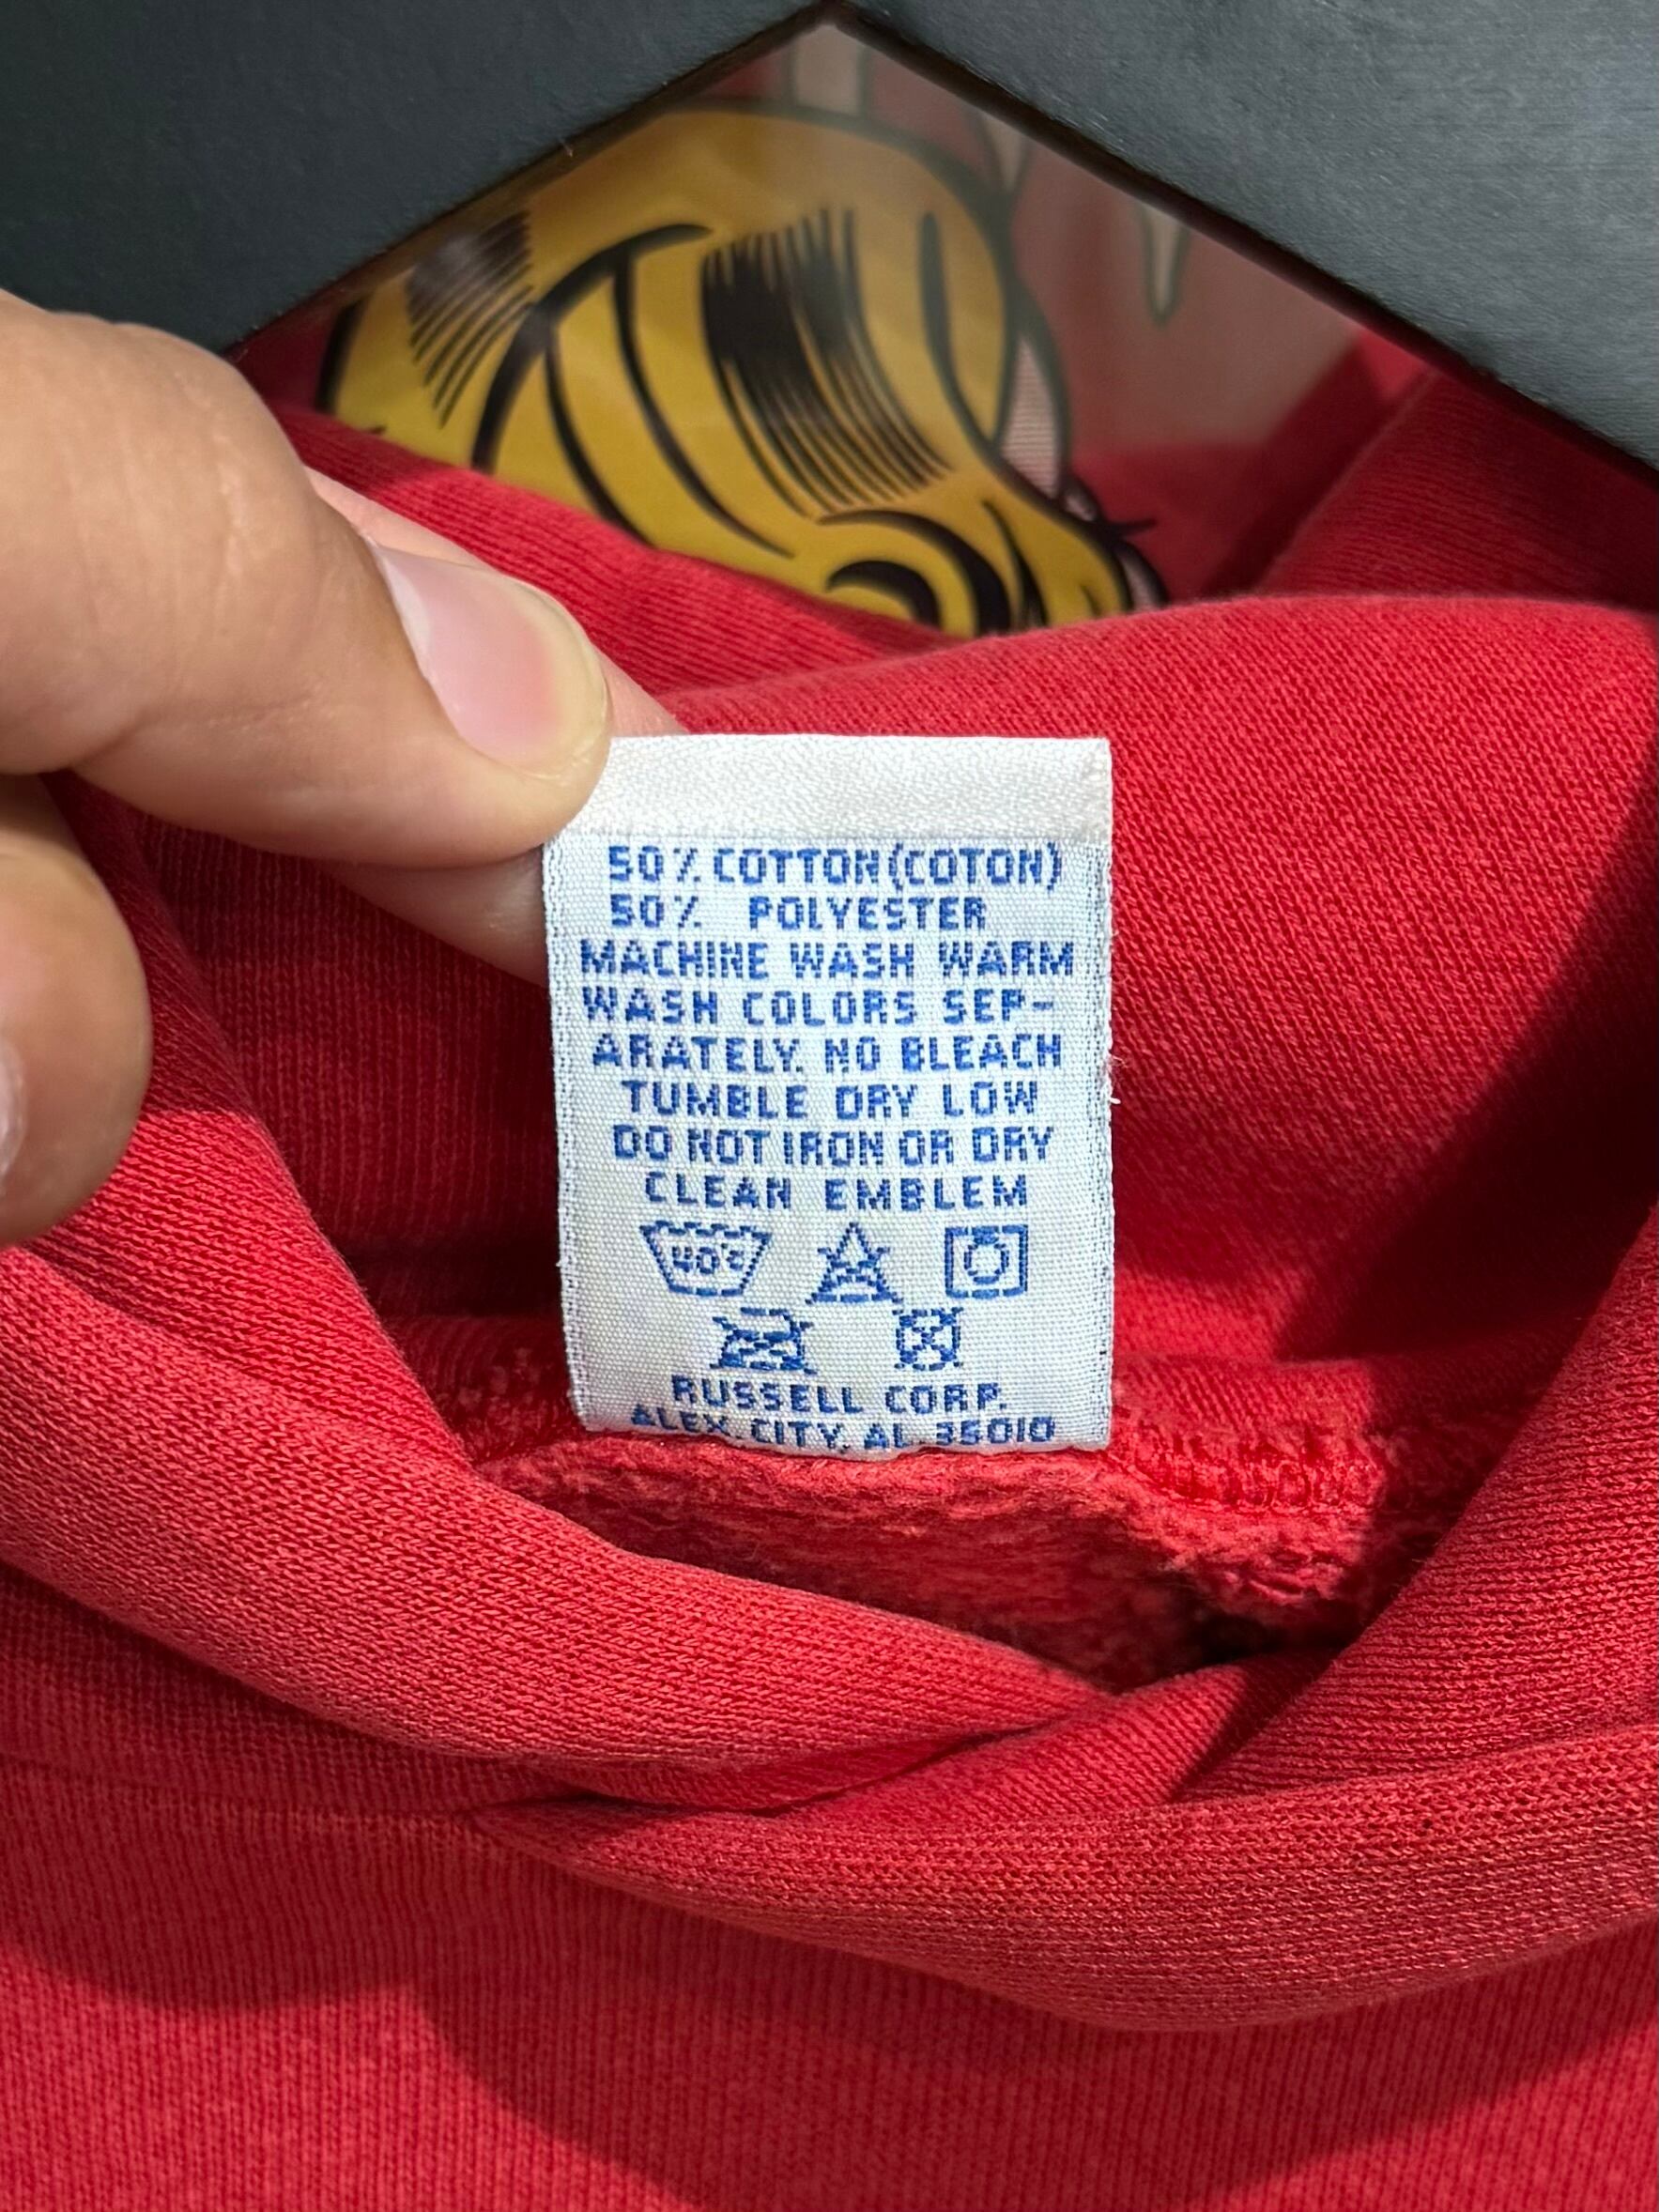 50% COTTON (COTON)
50% POLYESTER
MACHINE WASH WARM
WASH COLORS SEP-
ARATELY. NO BLEACH
TUMBLE DRY LOW
DO NOT IRON OR DRY
CLEAN EMBLEM
40°C
RUSSELL CORP.
ALEX. CITY, AL 35010